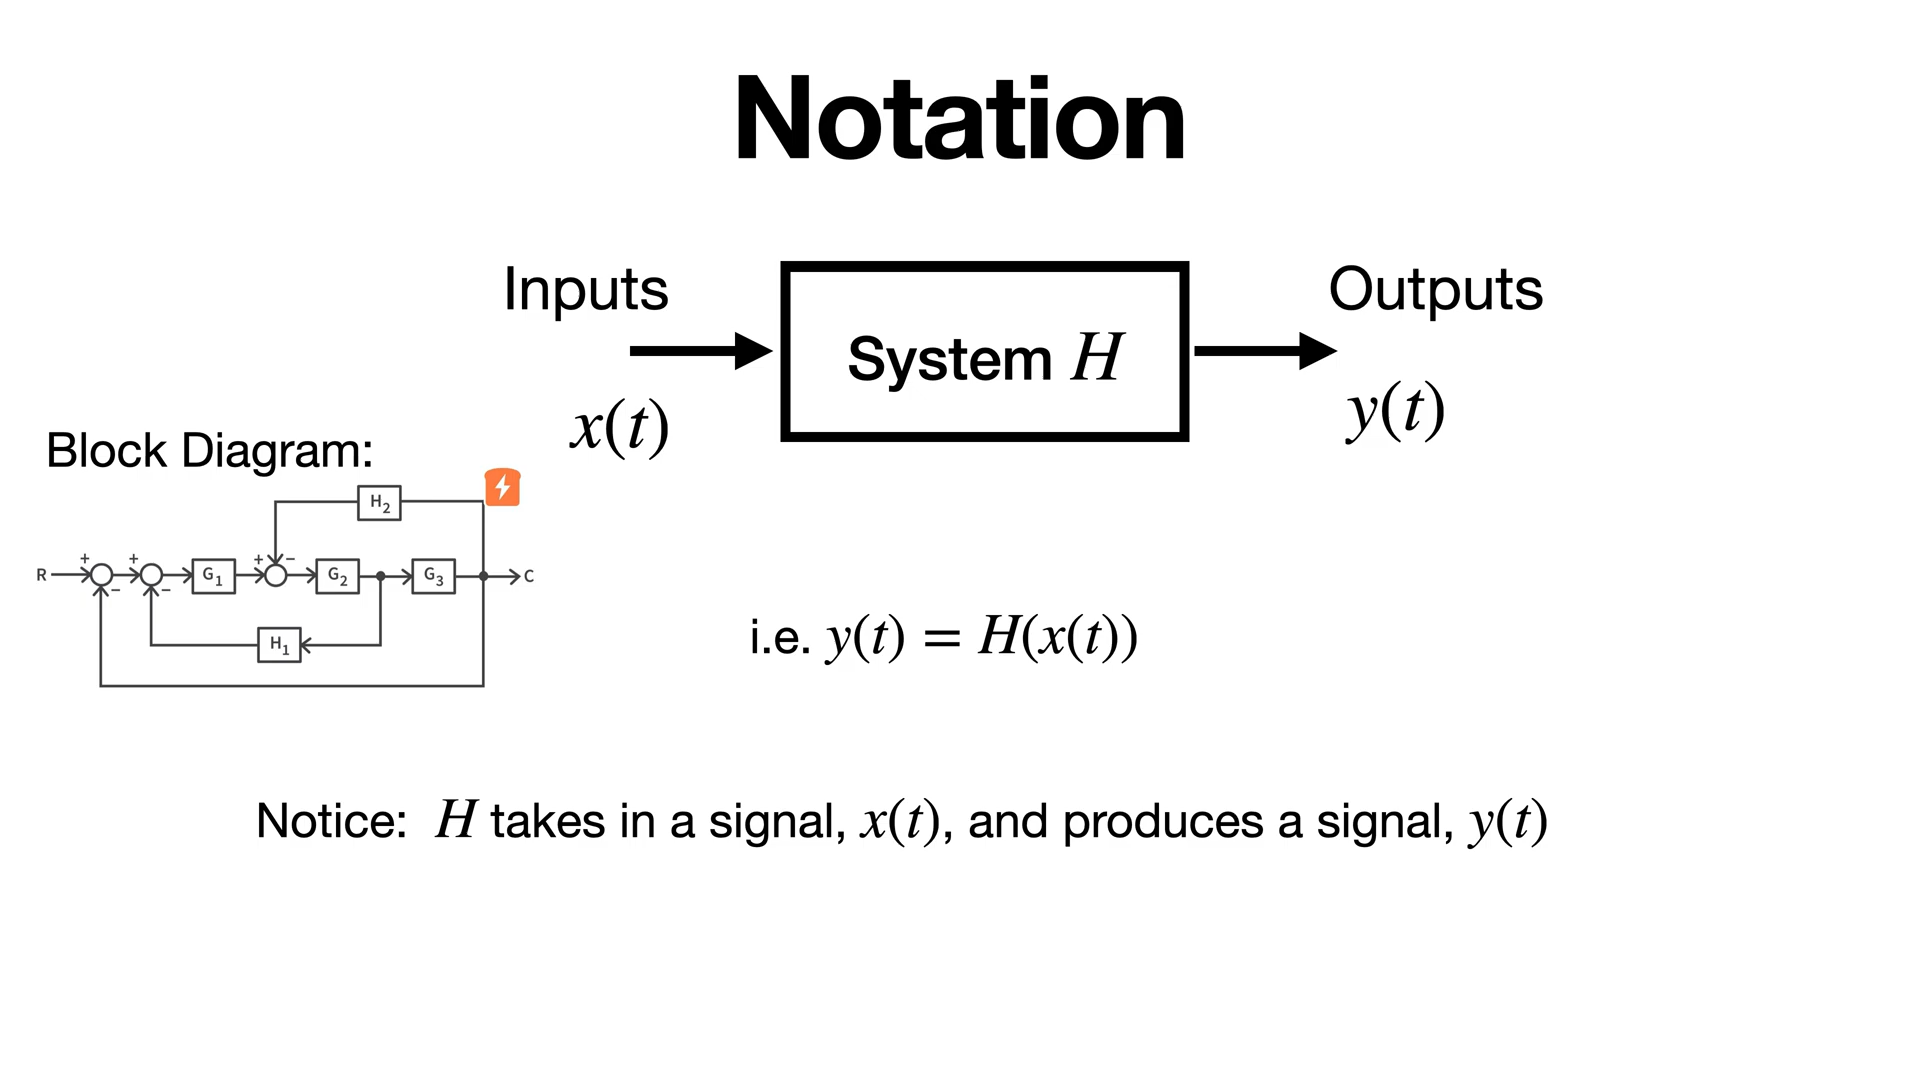 Notation
Inputs
x(t)
System H
Outputs
y(t)
Block Diagram:
H₂
R + − + − G₁ + − G₂ G₃ C
H₁
i.e. y(t) = H(x(t))
Notice: H takes in a signal, x(t), and produces a signal, y(t)